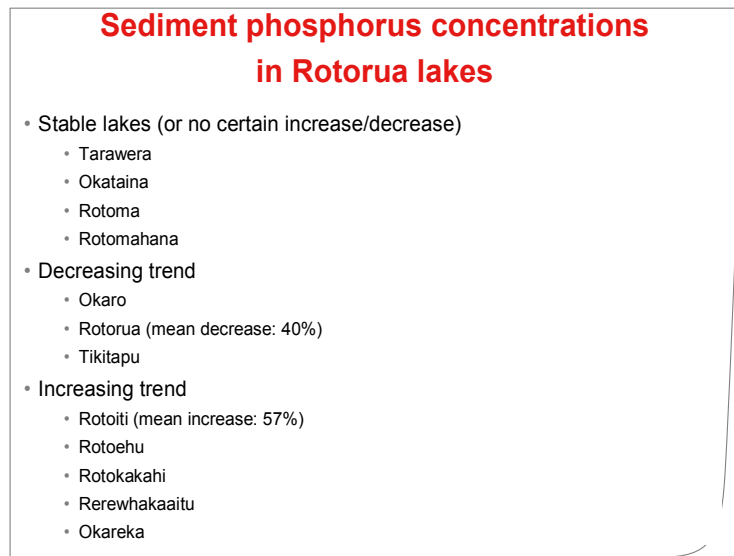 Sediment phosphorus concentrations
in Rotorua lakes
• Stable lakes (or no certain increase/decrease)
• Tarawera
• Okataina
• Rotoma
• Rotomahana
• Decreasing trend
• Okaro
• Rotorua (mean decrease: 40%)
• Tikitapu
• Increasing trend
• Rotoiti (mean increase: 57%)
• Rotoehu
• Rotokakahi
• Rerewhakaaitu
• Okareka